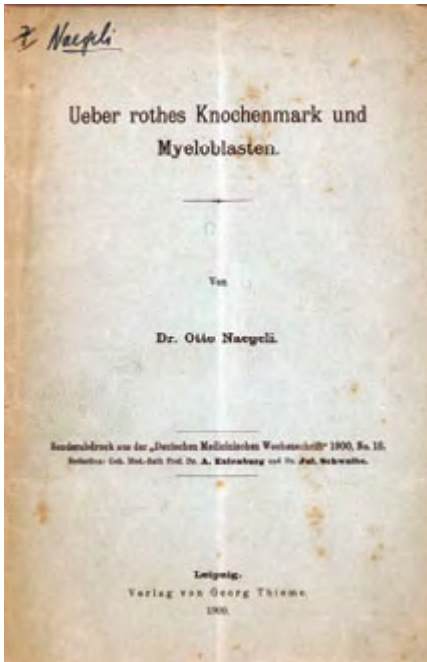 Naegeli
Ueber rothes Knochenmark und
Myeloblasten.
Von
Dr. Otto Naegeli.
Sonderabdruck aus der „Deutschen Medicinischen Wochenschrift“ 1900, No. 18.
Redaction: Geh. Med.-Rath Prof. Dr. A. Eulenburg und Dr. Jul. Schwalbe.
Leipzig.
Verlag von Georg Thieme.
1900.